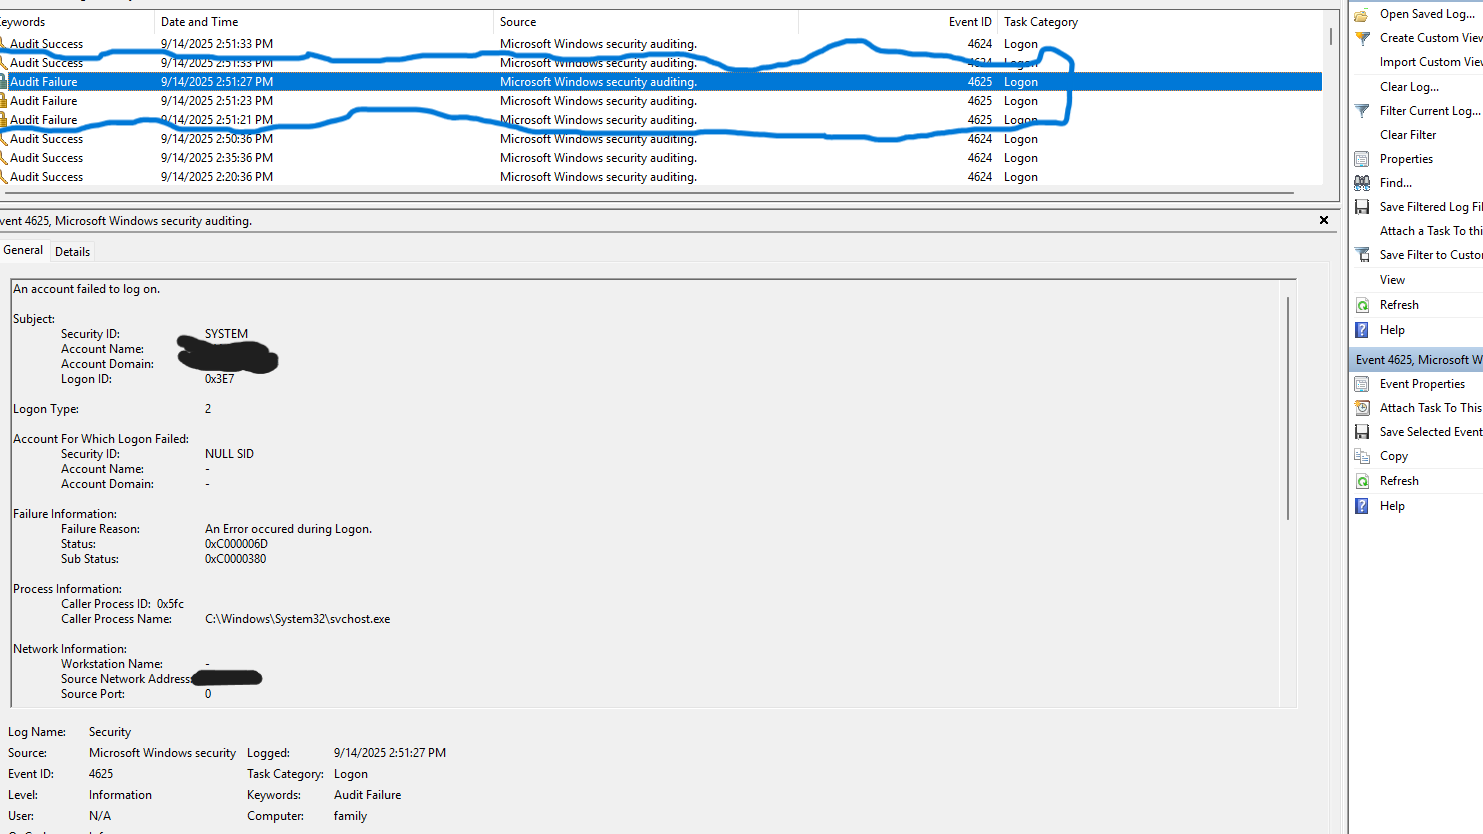 eywords Date and Time Source Event ID Task Category
Audit Success 9/14/2025 2:51:33 PM Microsoft Windows security auditing. 4624 Logon
Audit Success 9/14/2025 2:51:33 PM Microsoft Windows security auditing. 4624 Logon
Audit Failure 9/14/2025 2:51:27 PM Microsoft Windows security auditing. 4625 Logon
Audit Failure 9/14/2025 2:51:23 PM Microsoft Windows security auditing. 4625 Logon
Audit Failure 9/14/2025 2:51:21 PM Microsoft Windows security auditing. 4625 Logon
Audit Success 9/14/2025 2:50:36 PM Microsoft Windows security auditing. 4624 Logon
Audit Success 9/14/2025 2:35:36 PM Microsoft Windows security auditing. 4624 Logon
Audit Success 9/14/2025 2:20:36 PM Microsoft Windows security auditing. 4624 Logon
vent 4625, Microsoft Windows security auditing.
General Details
An account failed to log on.
Subject:
Security ID: SYSTEM
Account Name:
Account Domain:
Logon ID: 0x3E7
Logon Type: 2
Account For Which Logon Failed:
Security ID: NULL SID
Account Name: -
Account Domain: -
Failure Information:
Failure Reason: An Error occured during Logon.
Status: 0xC000006D
Sub Status: 0xC0000380
Process Information:
Caller Process ID: 0x5fc
Caller Process Name: C:\Windows\System32\svchost.exe
Network Information:
Workstation Name: -
Source Network Address:
Source Port: 0
Log Name: Security
Source: Microsoft Windows security Logged: 9/14/2025 2:51:27 PM
Event ID: 4625 Task Category: Logon
Level: Information Keywords: Audit Failure
User: N/A Computer: family
Open Saved Log...
Create Custom View
Import Custom View
Clear Log...
Filter Current Log...
Clear Filter
Properties
Find...
Save Filtered Log Fil
Attach a Task To thi
Save Filter to Custo
View
Refresh
Help
Event 4625, Microsoft W
Event Properties
Attach Task To This
Save Selected Event
Copy
Refresh
Help